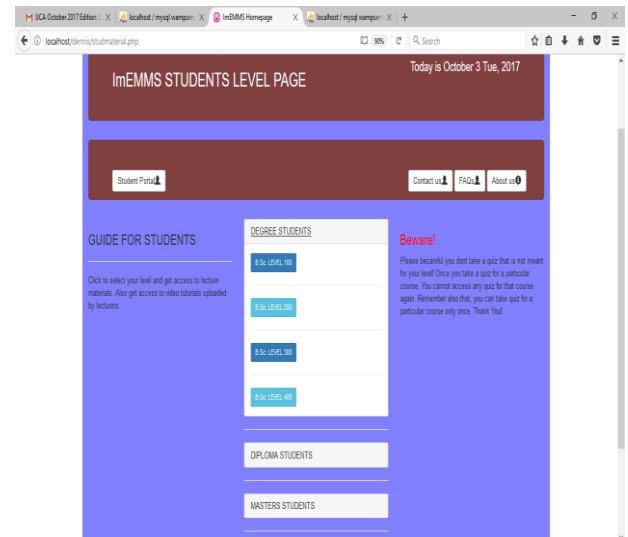 IJCA October 2017 Edition
localhost / mysql wampserv
ImEMMS Homepage
localhost / mysql wampserv
localhost/dennis/studmaterial.php
90%
Search
ImEMMS STUDENTS LEVEL PAGE
Today is October 3 Tue, 2017
Student Portal
Contact us
FAQs
About us
GUIDE FOR STUDENTS
Click to select your level and get access to lecture
materials. Also get access to video tutorials uploaded
by lecturers.
DEGREE STUDENTS
B.Sc. LEVEL 100
B.Sc. LEVEL 200
B.Sc. LEVEL 300
B.Sc. LEVEL 400
DIPLOMA STUDENTS
MASTERS STUDENTS
Beware!
Please becareful you dont take a quiz that is not meant
for your level! Once you take a quiz for a particular
course. You cannot access any quiz for that course
again. Remember also that, you can take quiz for a
particular course only once. Thank You!